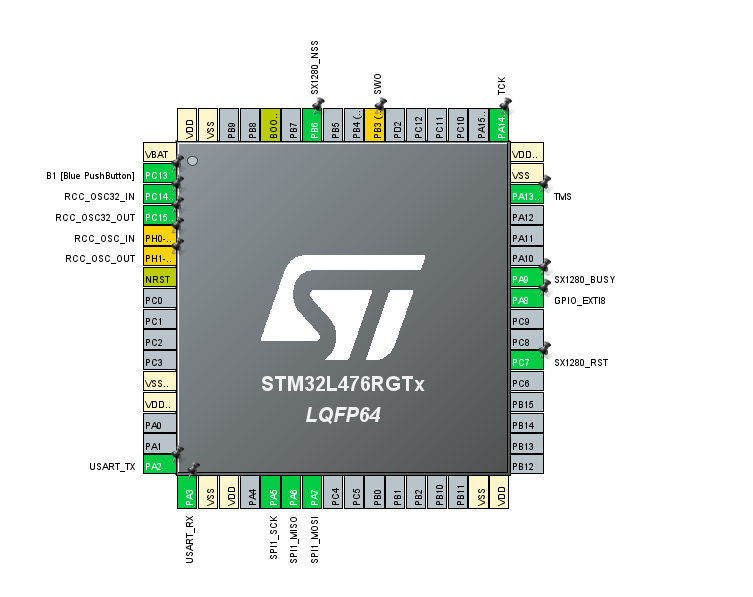 SX1280_NSS
SWO
TCK
VDD
VSS
PB9
PB8
BOO..
PB7
PB6
PB5
PB4 (..
PB3 (..
PD2
PC12
PC11
PC10
PA15..
PA14..
VBAT
B1 [Blue PushButton] PC13
RCC_OSC32_IN PC14..
RCC_OSC32_OUT PC15..
RCC_OSC_IN PH0-..
RCC_OSC_OUT PH1-..
NRST
PC0
PC1
PC2
PC3
VSS..
VDD..
PA0
PA1
USART_TX PA2
STM32L476RGTx
LQFP64
VDD..
VSS
PA13.. TMS
PA12
PA11
PA10
PA9 SX1280_BUSY
PA8 GPIO_EXTI8
PC9
PC8
PC7 SX1280_RST
PC6
PB15
PB14
PB13
PB12
PA3
VSS
VDD
PA4
PA5
PA6
PA7
PC4
PC5
PB0
PB1
PB2
PB10
PB11
VSS
VDD
USART_RX
SPI1_SCK
SPI1_MISO
SPI1_MOSI